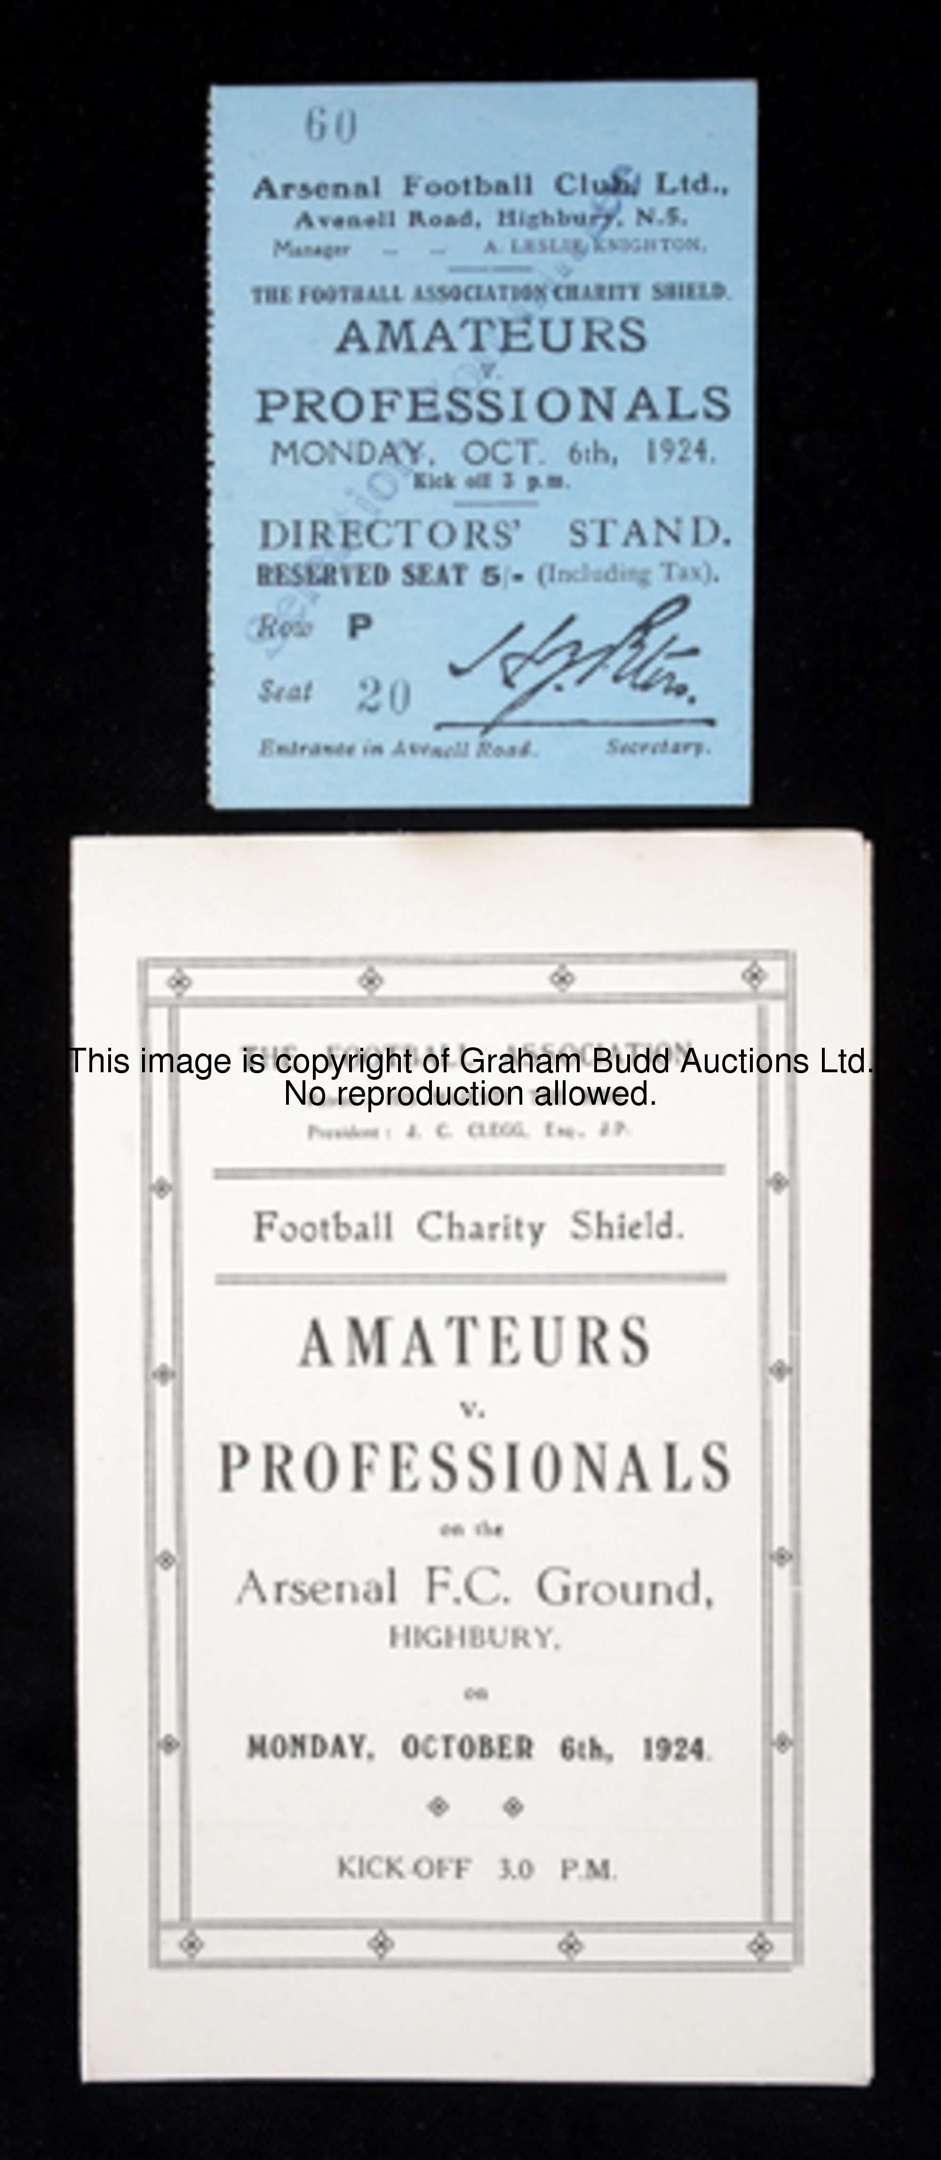 60
Arsenal Football Club, Ltd.,
Avenell Road, Highbury, N.5.
Manager - - A. LESLIE KNIGHTON.
THE FOOTBALL ASSOCIATION CHARITY SHIELD.
AMATEURS
v.
PROFESSIONALS
MONDAY, OCT. 6th, 1924.
Kick off 3 p.m.
DIRECTORS' STAND.
RESERVED SEAT 5/- (Including Tax).
Row P
Seat 20
Entrance in Avenell Road. Secretary.
THE FOOTBALL ASSOCIATION
This image is copyright of Graham Budd Auctions Ltd.
No reproduction allowed.
President: J. C. CLEGG, Esq., J.P.
Football Charity Shield.
AMATEURS
v.
PROFESSIONALS
on the
Arsenal F.C. Ground,
HIGHBURY,
on
MONDAY, OCTOBER 6th, 1924.
KICK-OFF 3.0 P.M.